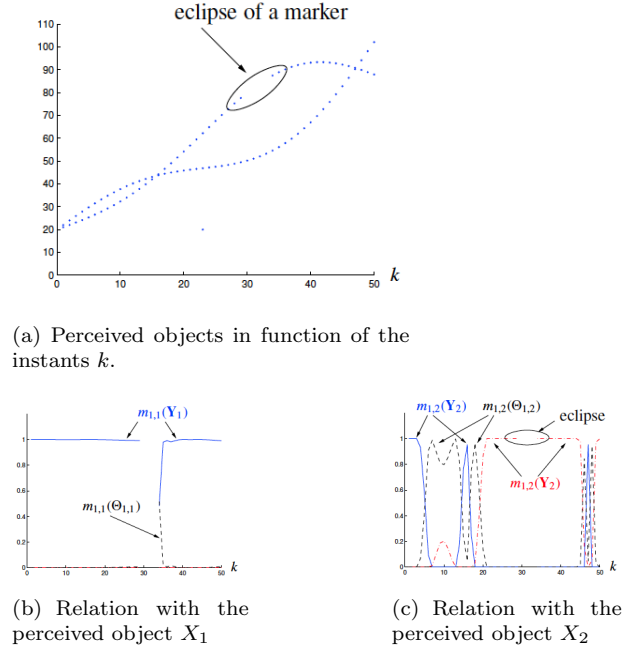 eclipse of a marker
110
100
90
80
70
60
50
40
30
20
10
0
0 10 20 30 40 50 k
(a) Perceived objects in function of the
instants k.
m1,1(Y1)
1
0.8
0.6
0.4
0.2
0
m1,1(Θ1,1)
0 10 20 30 40 50 k
(b) Relation with the
perceived object X1
m1,2(Y2) m1,2(Θ1,2) eclipse
1
0.8
0.6
0.4
0.2
0
m1,2(Y2)
0 10 20 30 40 50 k
(c) Relation with the
perceived object X2